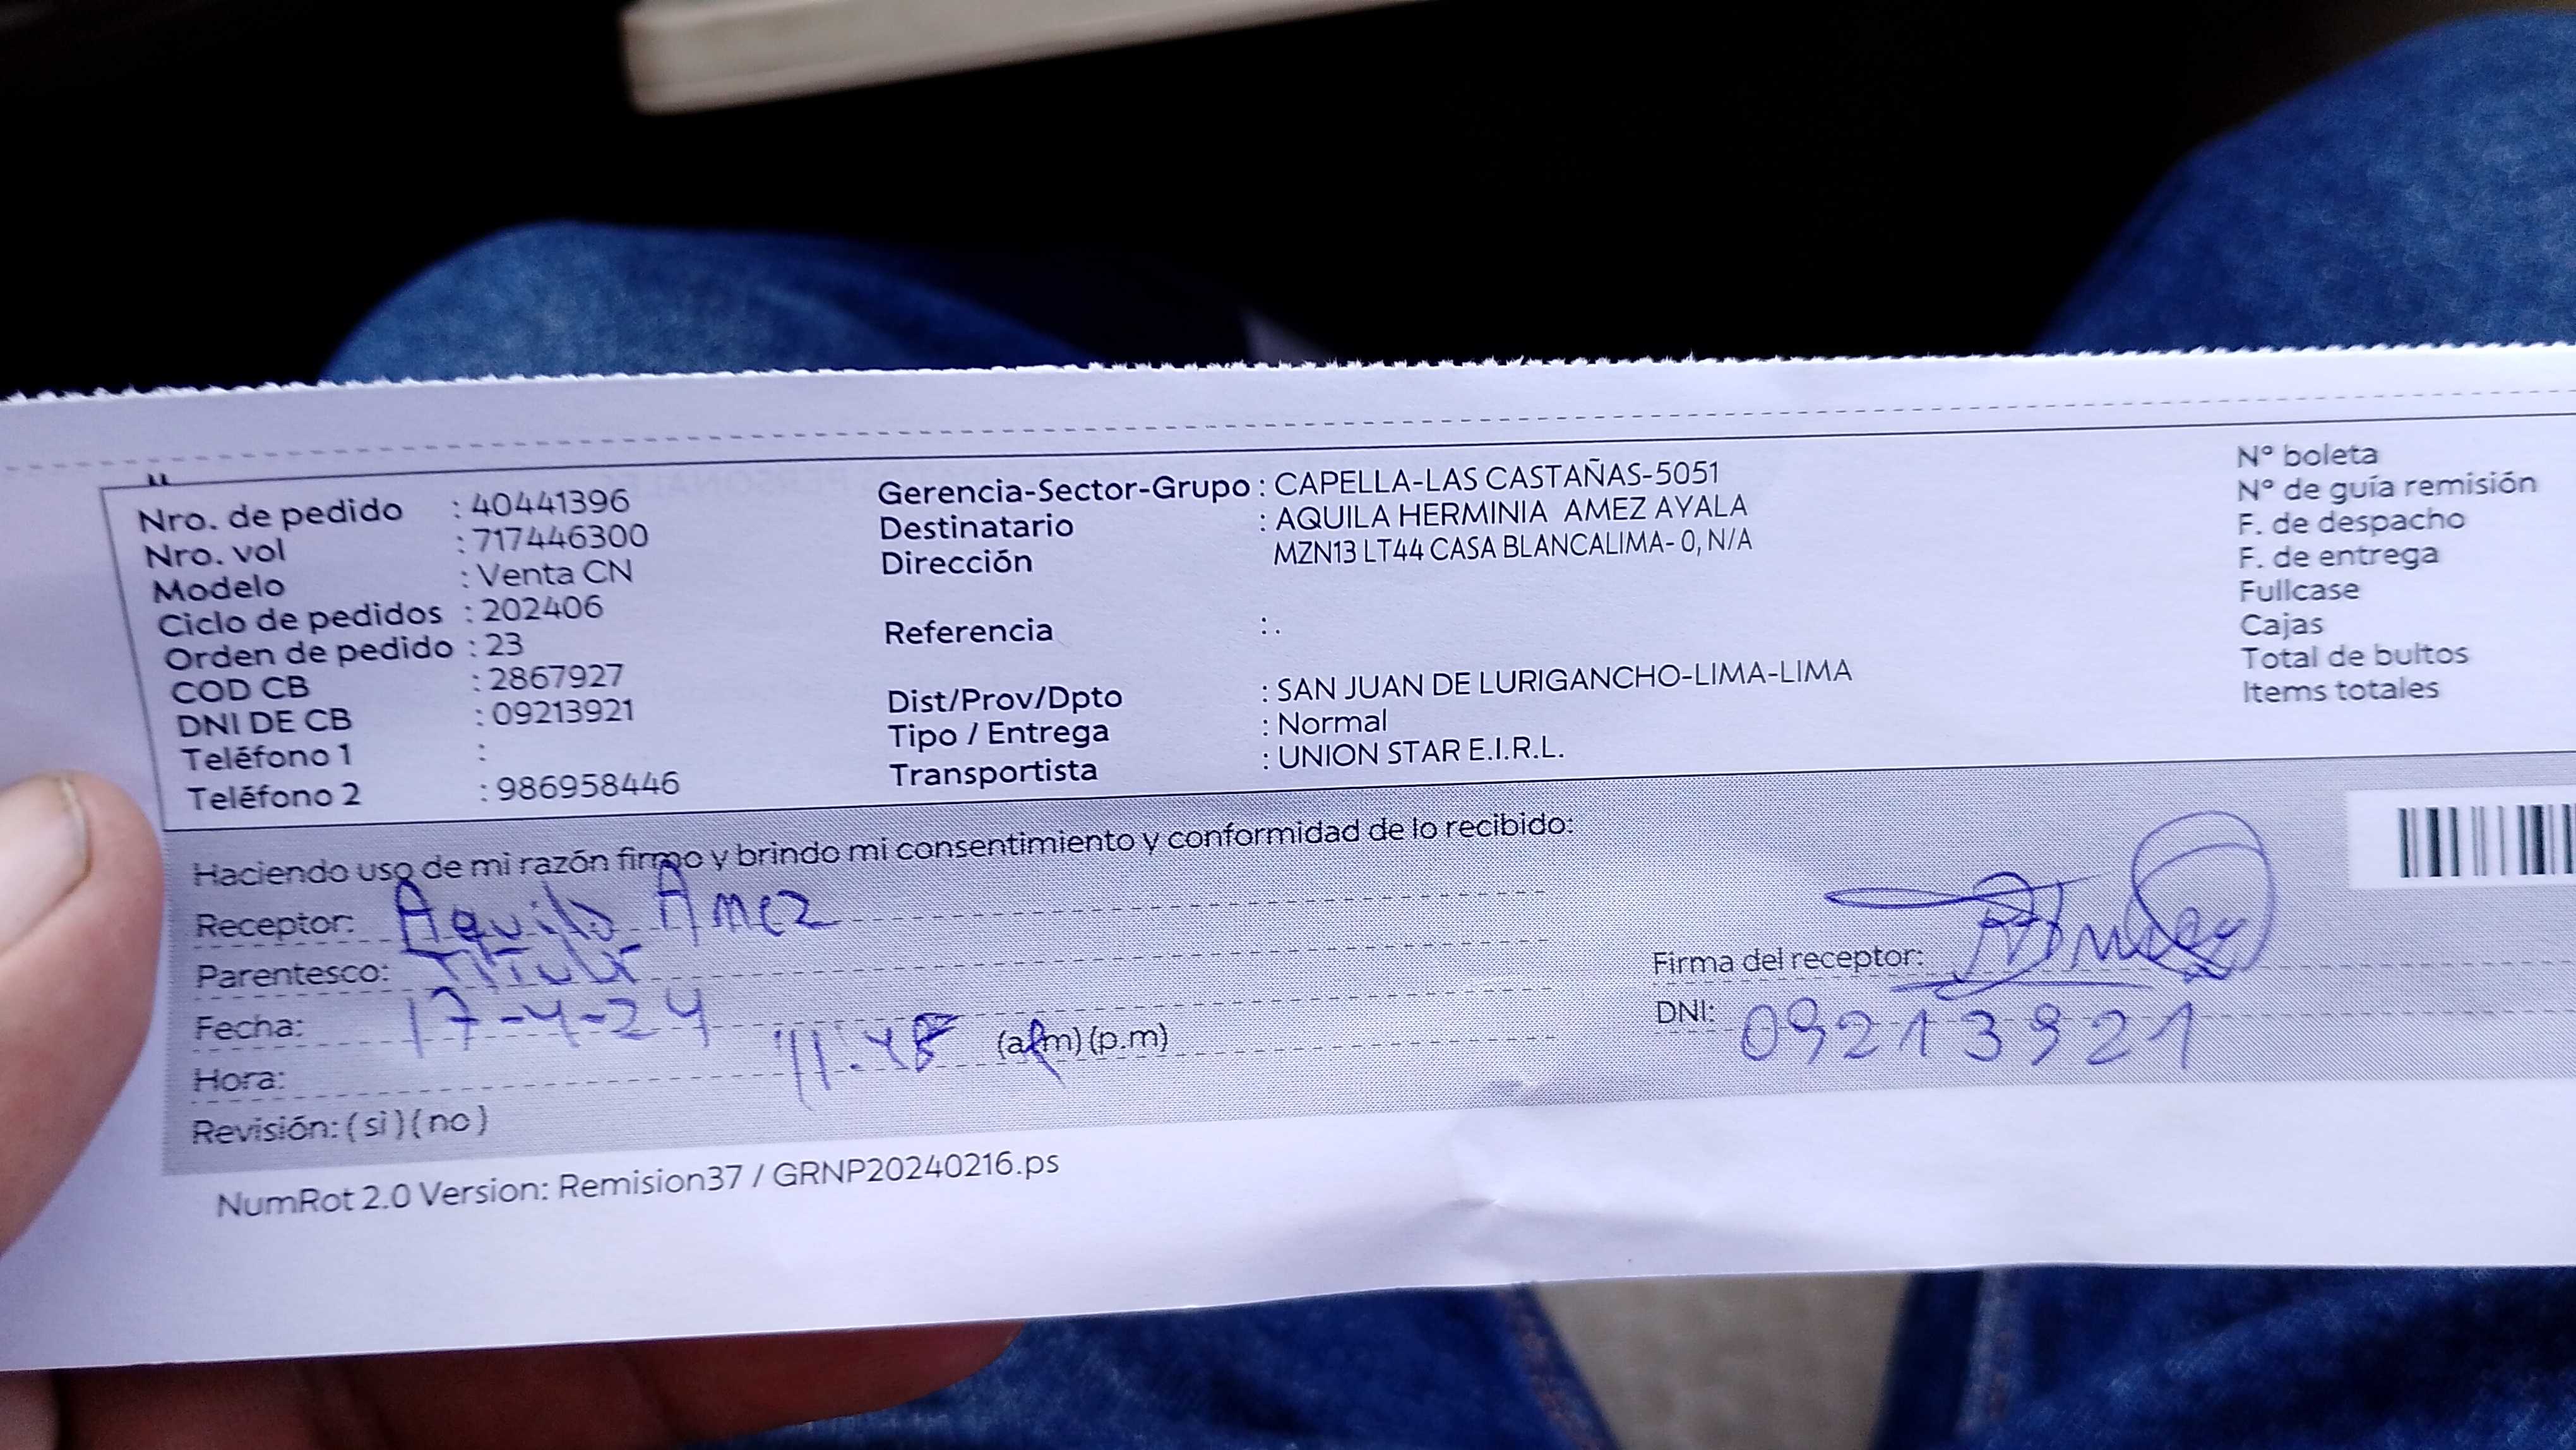 Nro. de pedido : 40441396
Nro. vol : 717446300
Modelo : Venta CN
Ciclo de pedidos : 202406
Orden de pedido : 23
COD CB : 2867927
DNI DE CB : 09213921
Teléfono 1 :
Teléfono 2 : 986958446
Gerencia-Sector-Grupo : CAPELLA-LAS CASTAÑAS-5051
Destinatario : AQUILA HERMINIA AMEZ AYALA
Dirección MZN13 LT44 CASA BLANCALIMA- 0, N/A
Referencia : .
Dist/Prov/Dpto : SAN JUAN DE LURIGANCHO-LIMA-LIMA
Tipo / Entrega : Normal
Transportista : UNION STAR E.I.R.L.
N° boleta
N° de guía remisión
F. de despacho
F. de entrega
Fullcase
Cajas
Total de bultos
Items totales
Haciendo uso de mi razón firmo y brindo mi consentimiento y conformidad de lo recibido:
Receptor: Aquila Amez
Parentesco: Titular
Fecha: 17-4-24
Hora: 11:45 (a.m) (p.m)
Revisión: ( si ) ( no )
Firma del receptor: Amez
DNI: 09213921
NumRot 2.0 Version: Remision37 / GRNP20240216.ps